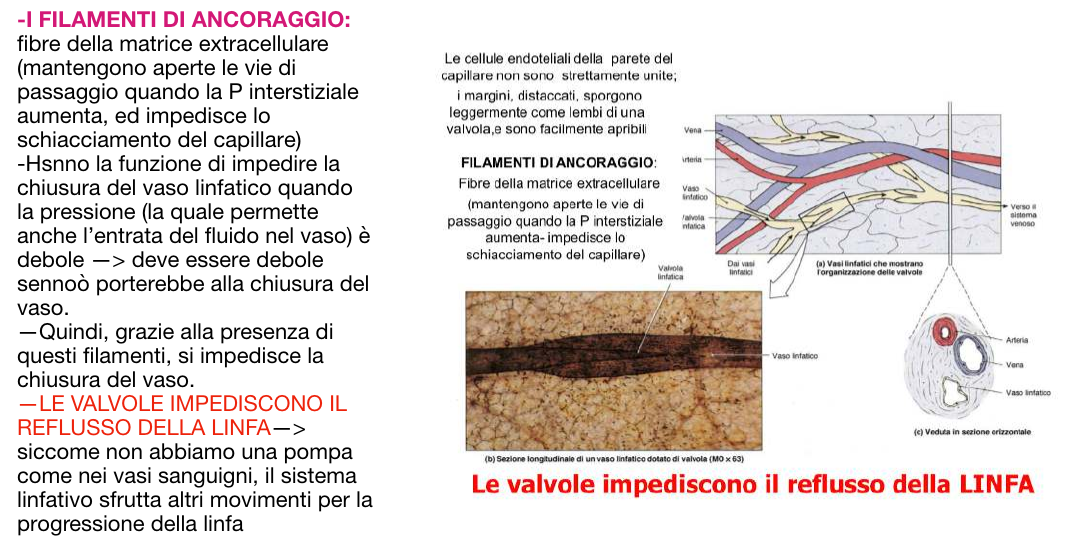 -I FILAMENTI DI ANCORAGGIO:
fibre della matrice extracellulare
(mantengono aperte le vie di
passaggio quando la P interstiziale
aumenta, ed impedisce lo
schiacciamento del capillare)
-Hsnno la funzione di impedire la
chiusura del vaso linfatico quando
la pressione (la quale permette
anche l'entrata del fluido nel vaso) è
debole —> deve essere debole
sennoò porterebbe alla chiusura del
vaso.
—Quindi, grazie alla presenza di
questi filamenti, si impedisce la
chiusura del vaso.
—LE VALVOLE IMPEDISCONO IL
REFLUSSO DELLA LINFA—>
siccome non abbiamo una pompa
come nei vasi sanguigni, il sistema
linfativo sfrutta altri movimenti per la
progressione della linfa
Le cellule endoteliali della parete del
capillare non sono strettamente unite;
i margini, distaccati, sporgono
leggermente come lembi di una
valvola,e sono facilmente apribili
FILAMENTI DI ANCORAGGIO:
Fibre della matrice extracellulare
(mantengono aperte le vie di
passaggio quando la P interstiziale
aumenta- impedisce lo
schiacciamento del capillare)
Vena
rteria
Vaso
linfatico
alvola
nfatica
Dai vasi
linfatici
Verso il
sistema
venoso
(a) Vasi linfatici che mostrano
l'organizzazione delle valvole
Valvola
linfatica
Vaso linfatico
(b) Sezione longitudinale di un vaso linfatico dotato di valvola (MO x 63)
Arteria
Vena
Vaso linfatico
(c) Veduta in sezione orizzontale
Le valvole impediscono il reflusso della LINFA